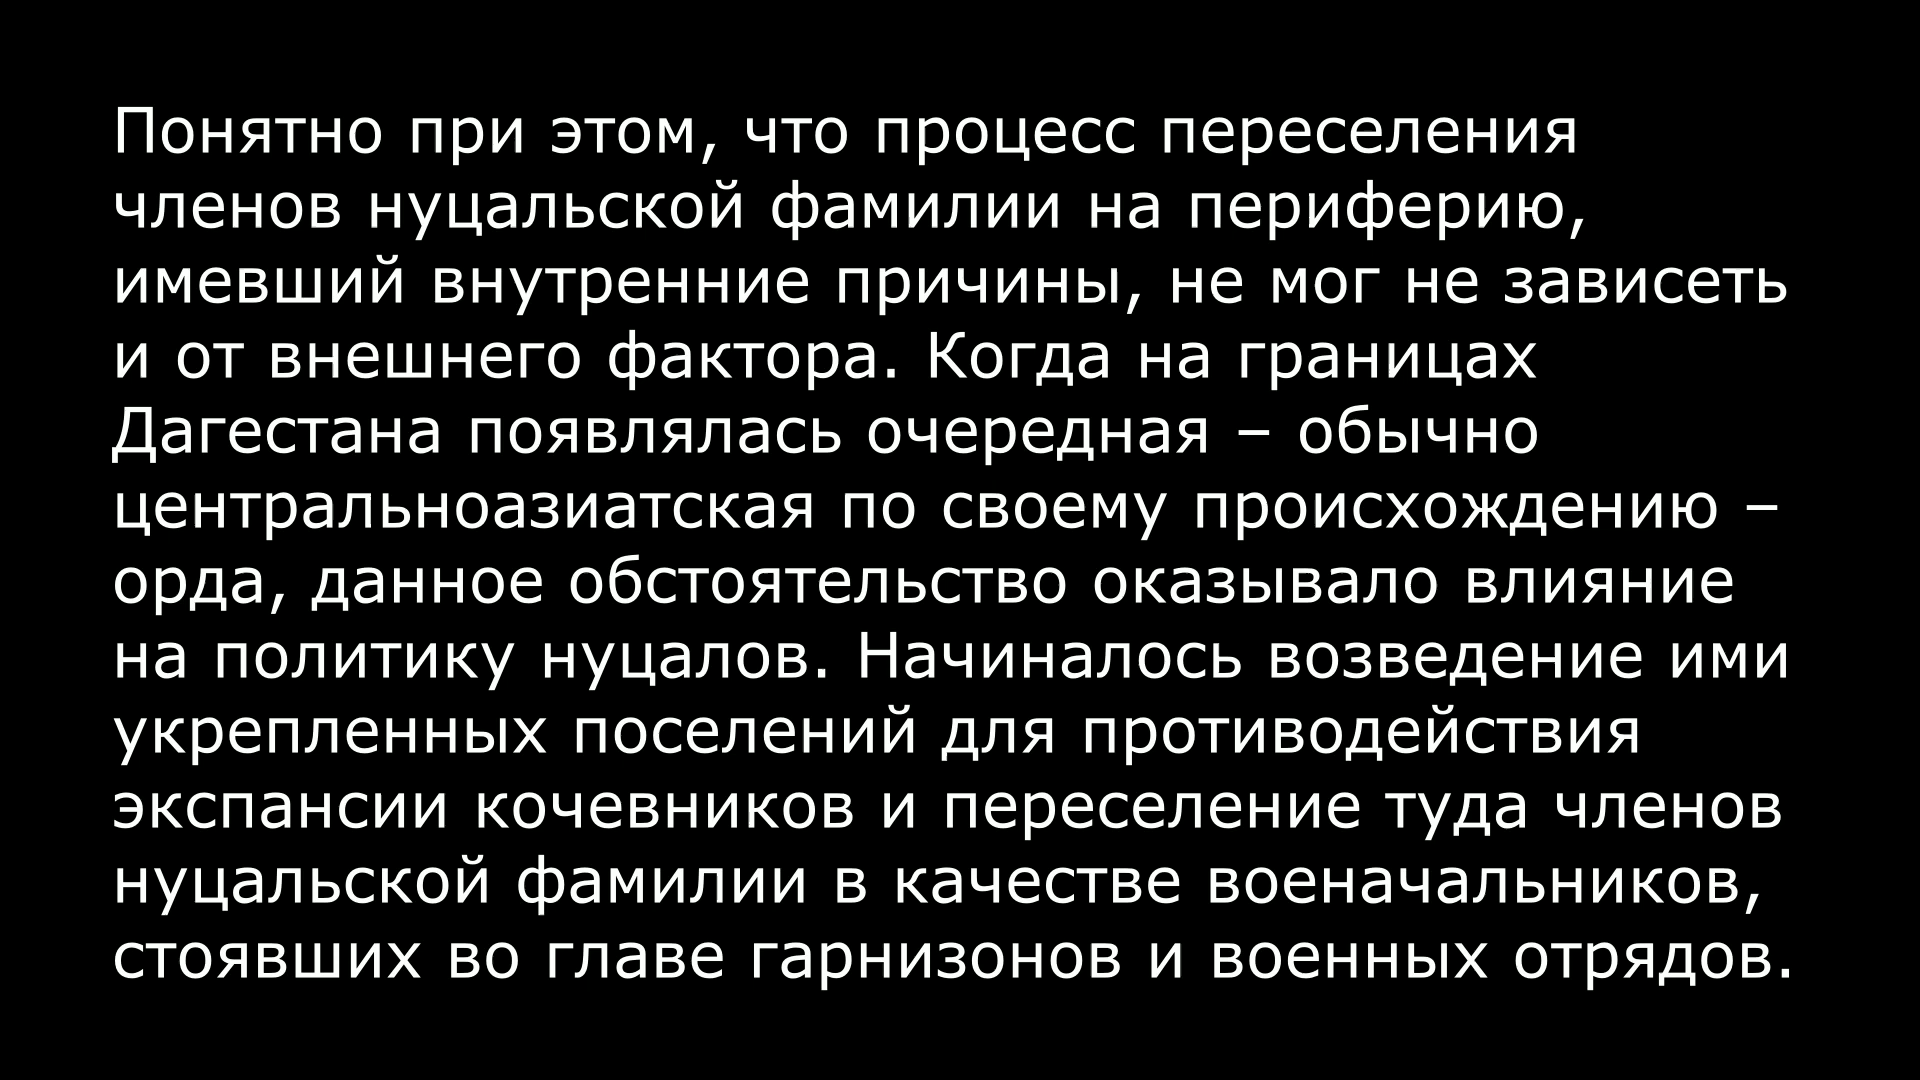 Понятно при этом, что процесс переселения
членов нуцальской фамилии на периферию,
имевший внутренние причины, не мог не зависеть
и от внешнего фактора. Когда на границах
Дагестана появлялась очередная – обычно
центральноазиатская по своему происхождению –
орда, данное обстоятельство оказывало влияние
на политику нуцалов. Начиналось возведение ими
укрепленных поселений для противодействия
экспансии кочевников и переселение туда членов
нуцальской фамилии в качестве военачальников,
стоявших во главе гарнизонов и военных отрядов.